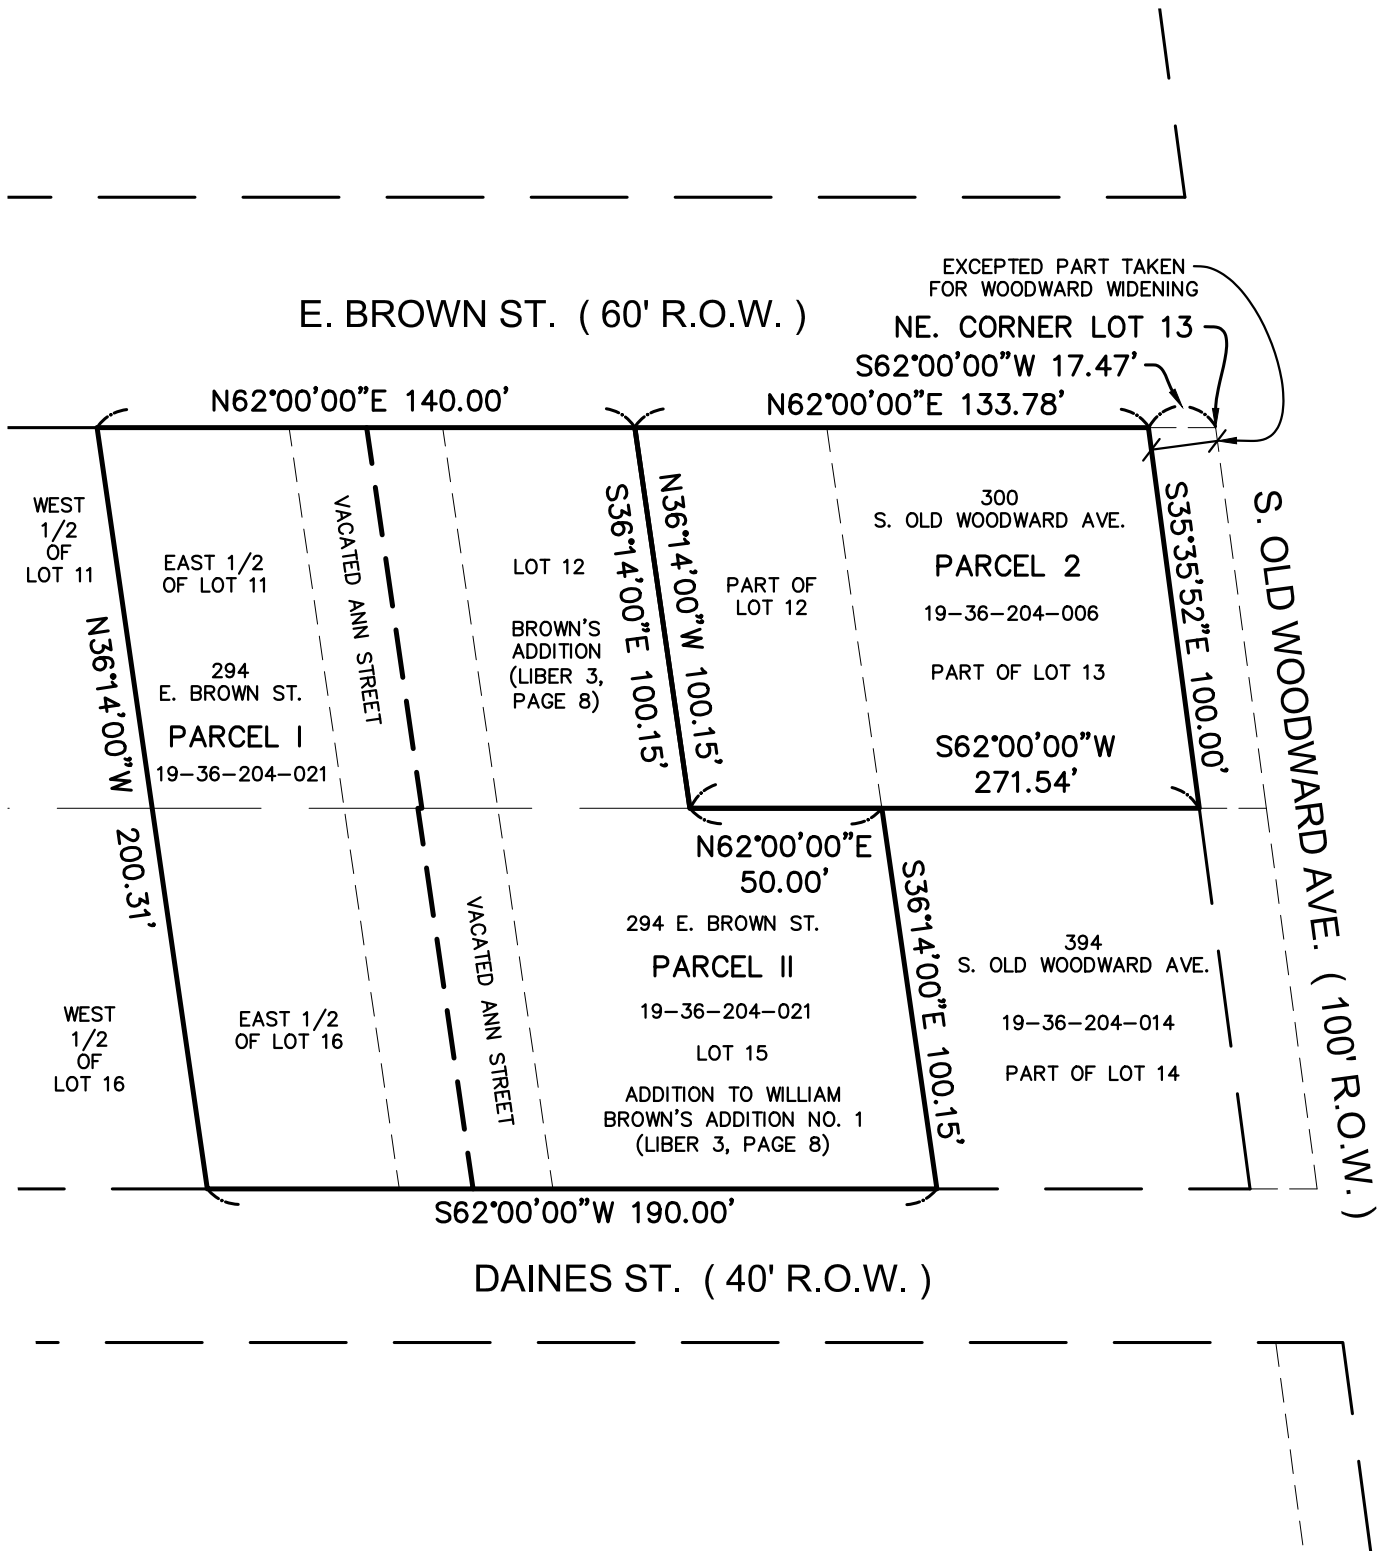 EXCEPTED PART TAKEN
FOR WOODWARD WIDENING
NE. CORNER LOT 13
S62°00'00"W 17.47'
E. BROWN ST. ( 60' R.O.W. )
N62°00'00"E 140.00'
N62°00'00"E 133.78'
WEST
1/2
OF
LOT 11
EAST 1/2
OF LOT 11
VACATED ANN STREET
LOT 12
BROWN'S
ADDITION
(LIBER 3,
PAGE 8)
S36°14'00"E 100.15'
N36°14'00"W 100.15'
PART OF
LOT 12
300
S. OLD WOODWARD AVE.
PARCEL 2
19-36-204-006
PART OF LOT 13
S35°35'52"E 100.00'
S. OLD WOODWARD AVE. ( 100' R.O.W. )
N36°14'00"W 200.31'
294
E. BROWN ST.
PARCEL I
19-36-204-021
S62°00'00"W
271.54'
N62°00'00"E
50.00'
294 E. BROWN ST.
PARCEL II
19-36-204-021
LOT 15
ADDITION TO WILLIAM
BROWN'S ADDITION NO. 1
(LIBER 3, PAGE 8)
VACATED ANN STREET
S36°14'00"E 100.15'
394
S. OLD WOODWARD AVE.
19-36-204-014
PART OF LOT 14
WEST
1/2
OF
LOT 16
EAST 1/2
OF LOT 16
S62°00'00"W 190.00'
DAINES ST. ( 40' R.O.W. )